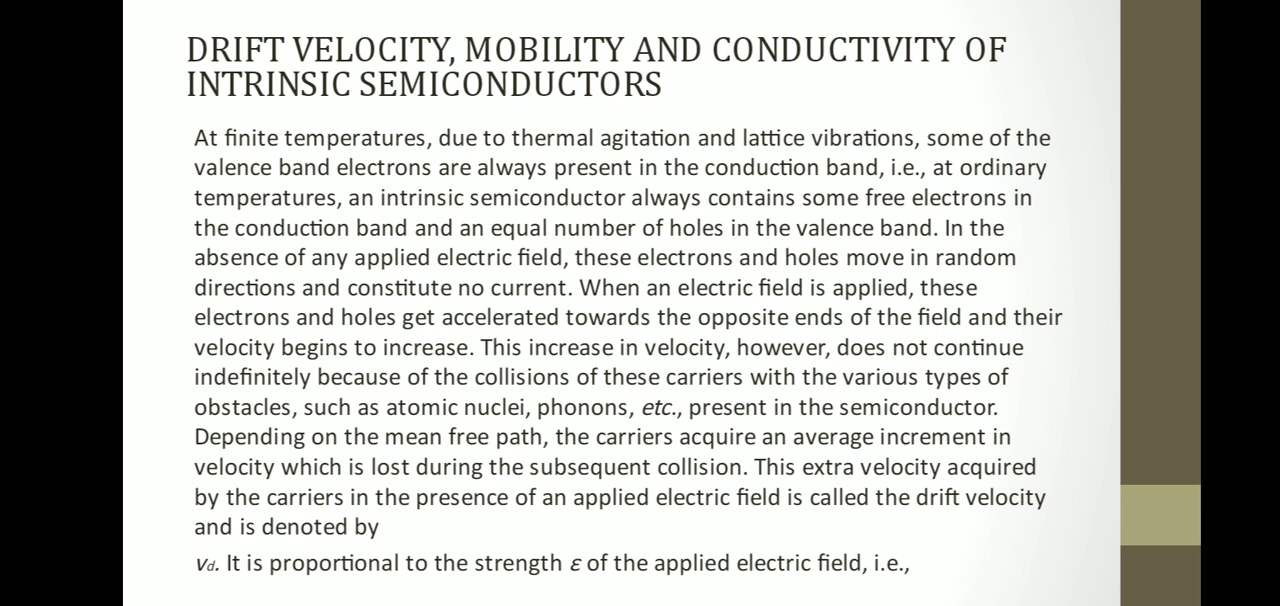 DRIFT VELOCITY, MOBILITY AND CONDUCTIVITY OF
INTRINSIC SEMICONDUCTORS
At finite temperatures, due to thermal agitation and lattice vibrations, some of the
valence band electrons are always present in the conduction band, i.e., at ordinary
temperatures, an intrinsic semiconductor always contains some free electrons in
the conduction band and an equal number of holes in the valence band. In the
absence of any applied electric field, these electrons and holes move in random
directions and constitute no current. When an electric field is applied, these
electrons and holes get accelerated towards the opposite ends of the field and their
velocity begins to increase. This increase in velocity, however, does not continue
indefinitely because of the collisions of these carriers with the various types of
obstacles, such as atomic nuclei, phonons, etc., present in the semiconductor.
Depending on the mean free path, the carriers acquire an average increment in
velocity which is lost during the subsequent collision. This extra velocity acquired
by the carriers in the presence of an applied electric field is called the drift velocity
and is denoted by
vd. It is proportional to the strength ε of the applied electric field, i.e.,